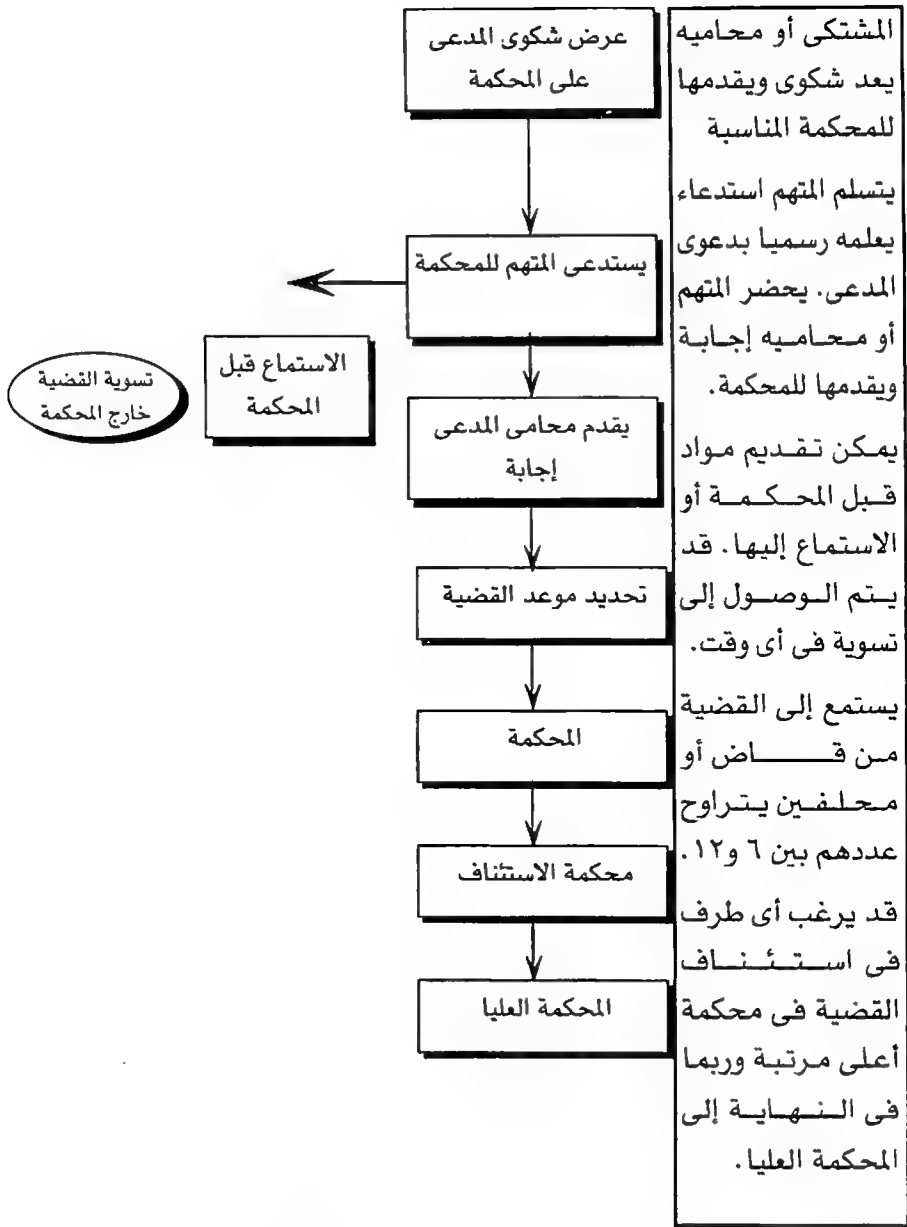 المشتكى أو محاميه
يعد شكوى ويقدمها
للمحكمة المناسبة
يتسلم المتهم استدعاء
يعلمه رسميا بدعوى
المدعى. يحضر المتهم
أو محاميه إجابة
ويقدمها للمحكمة.
يمكن تقديم مواد
قبل المحكمة أو
الاستماع إليها. قد
يتم الوصول إلى
تسوية فى أى وقت.
يستمع إلى القضية
من قاض أو
محلفين يتراوح
عددهم بين ٦ و١٢.
قد يرغب أى طرف
فى استئناف
القضية فى محكمة
أعلى مرتبة وربما
فى النهاية إلى
المحكمة العليا.
عرض شكوى المدعى
على المحكمة
يستدعى المتهم للمحكمة
الاستماع قبل
المحكمة
تسوية القضية
خارج المحكمة
يقدم محامى المدعى
إجابة
تحديد موعد القضية
المحكمة
محكمة الاستئناف
المحكمة العليا